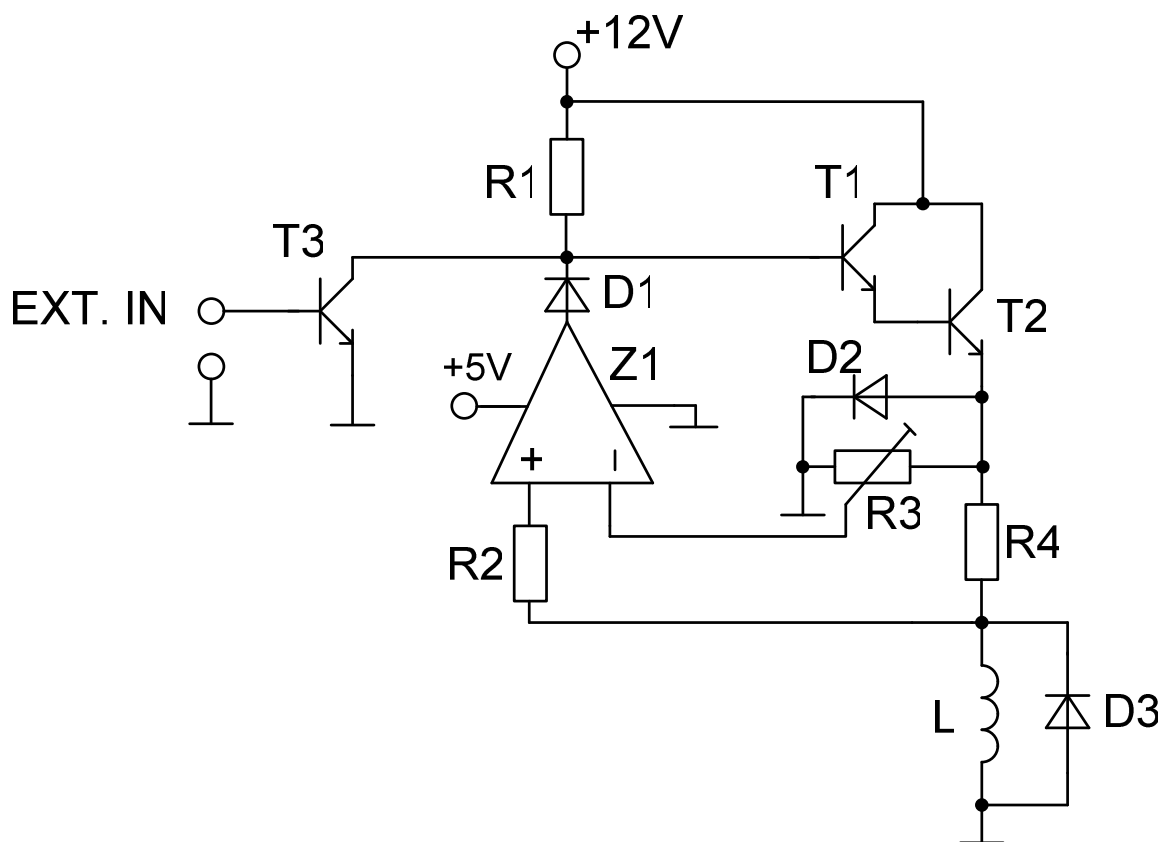 +12V
R1
T1
T3
D1
EXT. IN
T2
+5V
Z1
D2
+
–
R3
R2
R4
L
D3